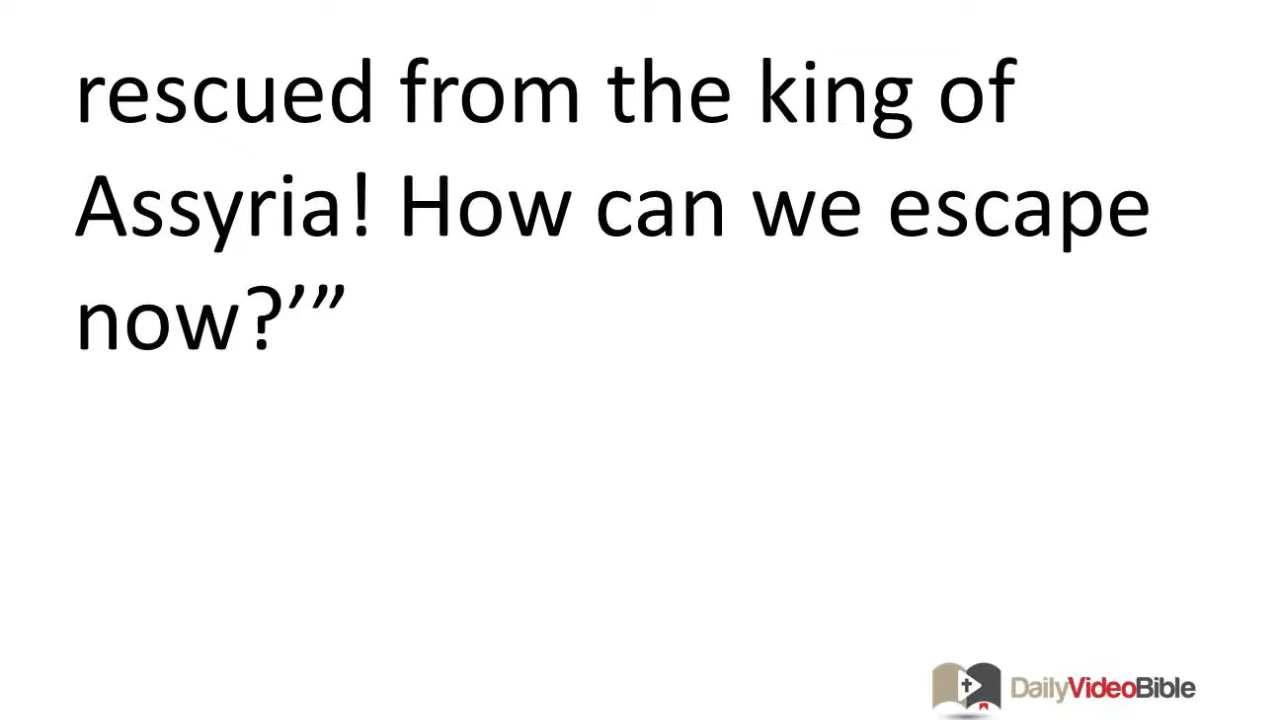 rescued from the king of
Assyria! How can we escape
now?’”
DailyVideoBible